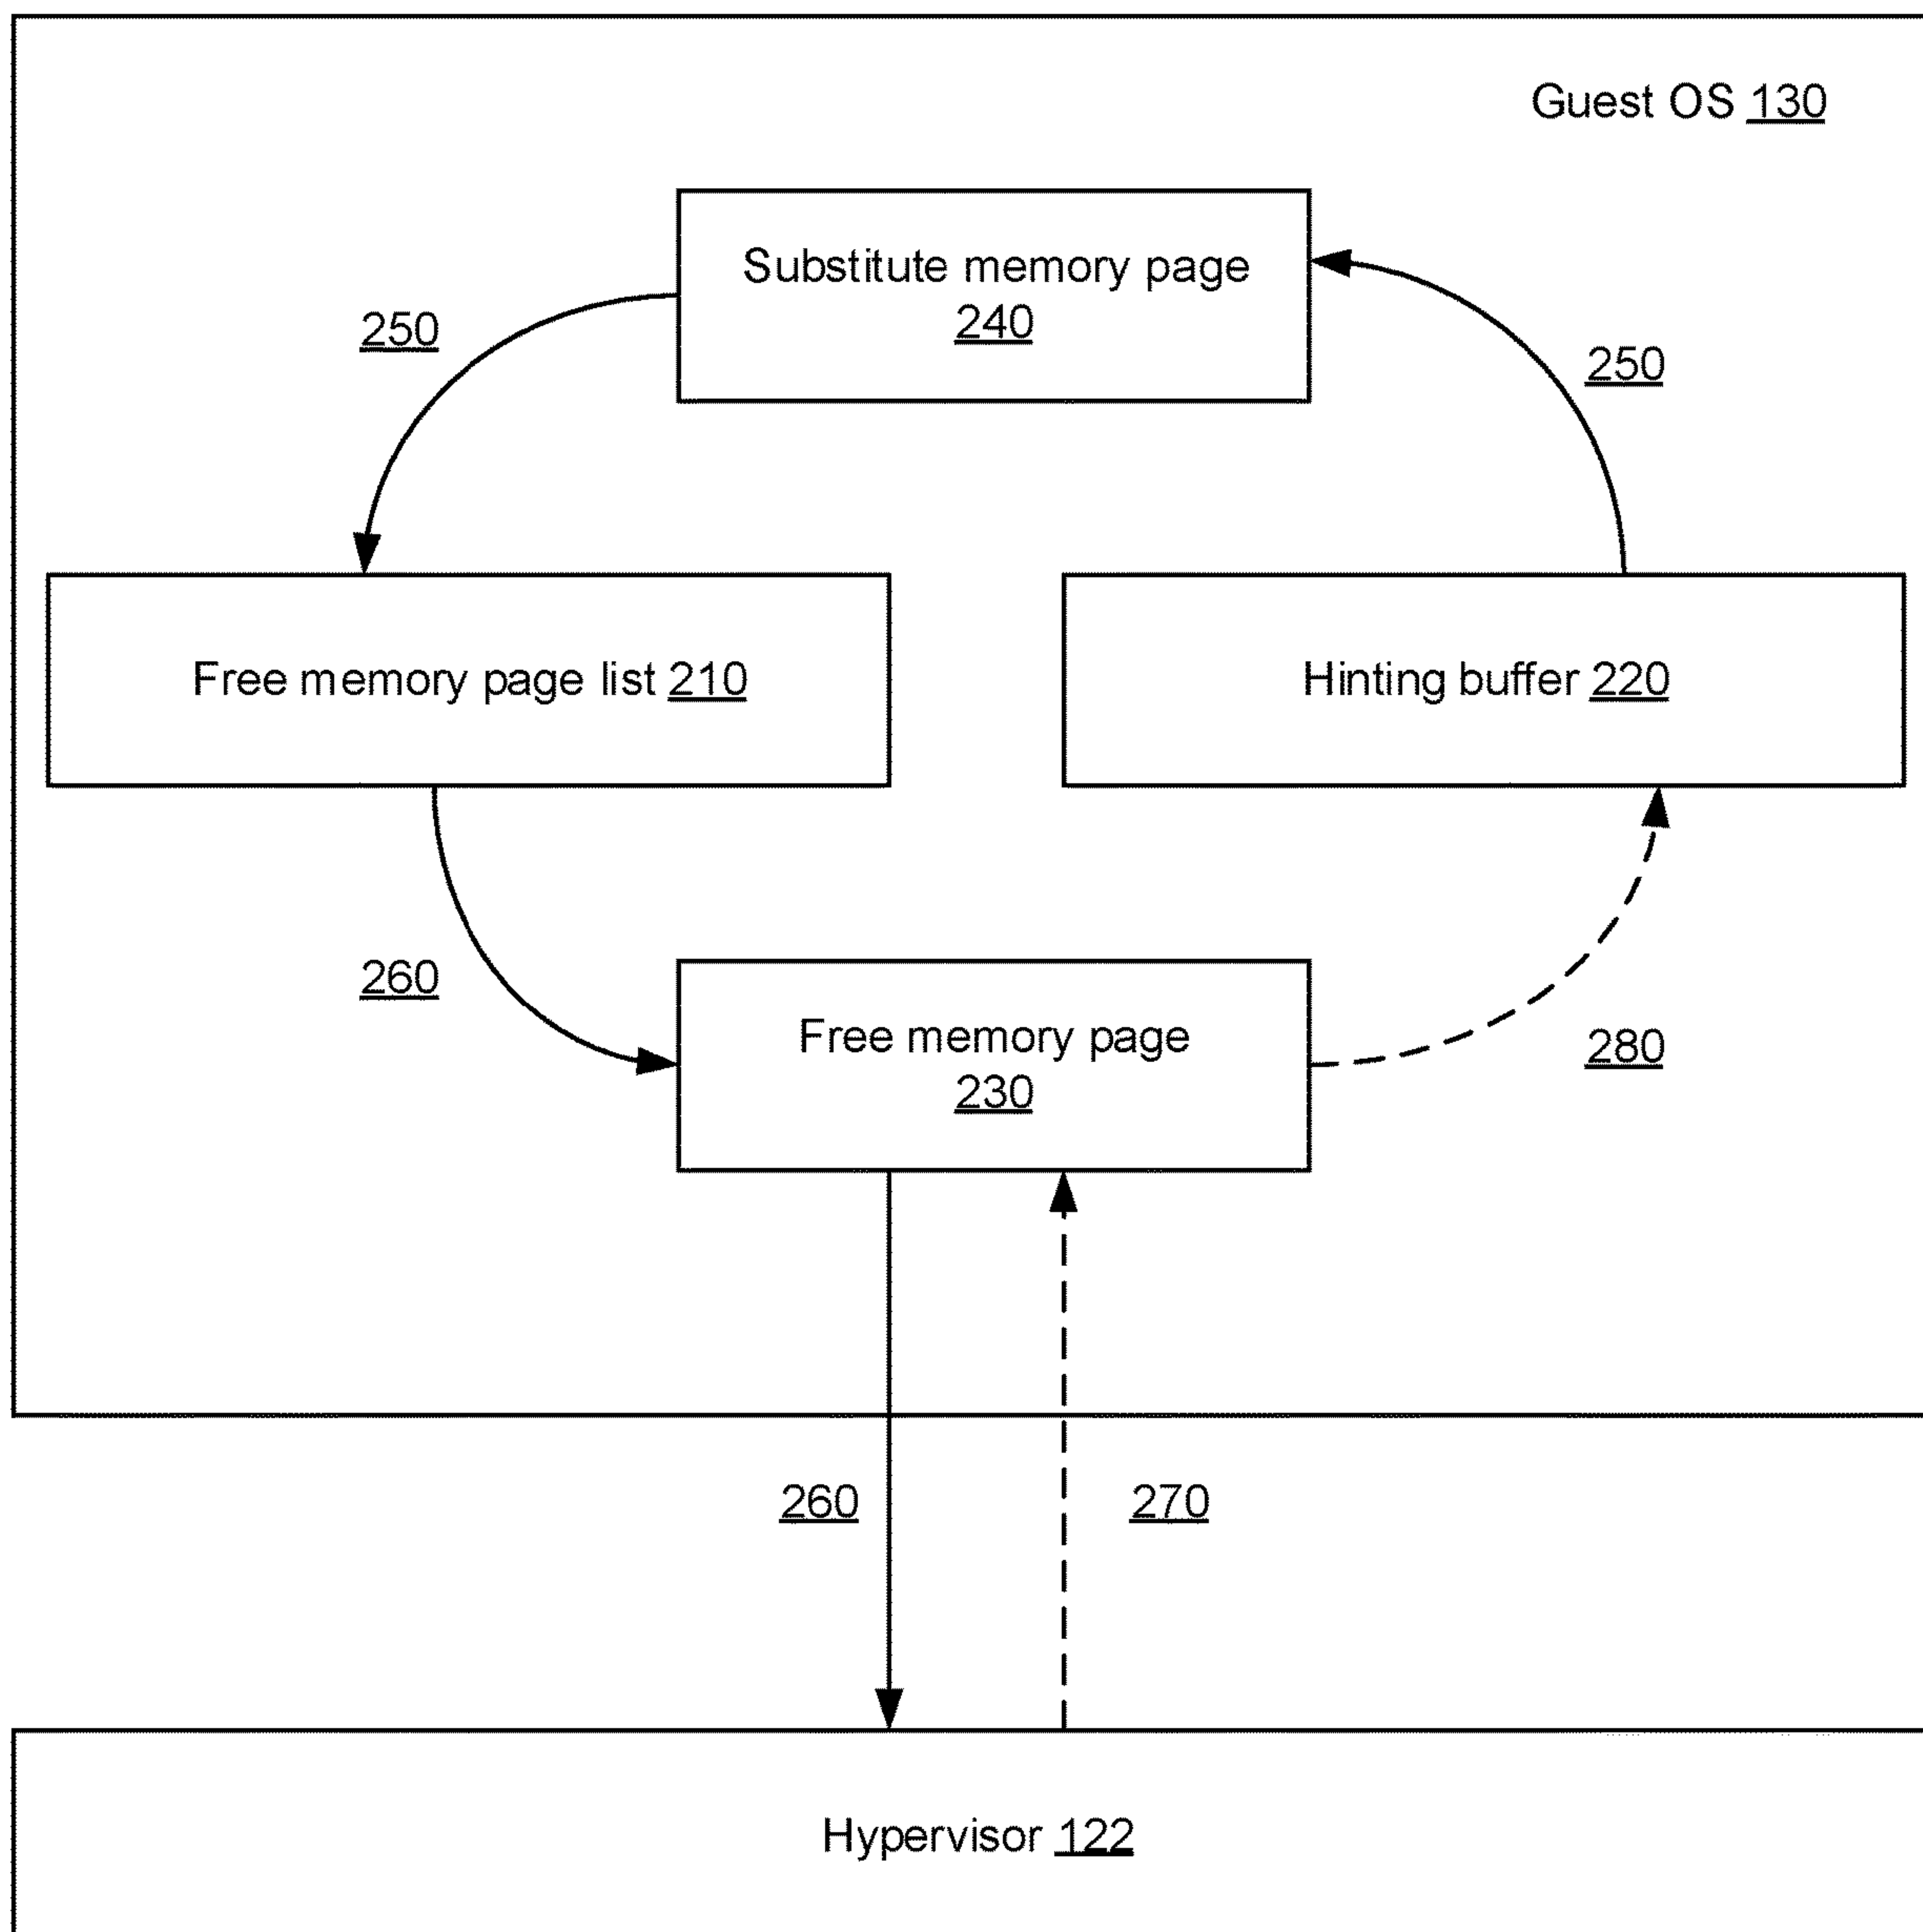 Guest OS 130
Substitute memory page
240
250
250
Free memory page list 210
Hinting buffer 220
260
Free memory page
230
280
260
270
Hypervisor 122